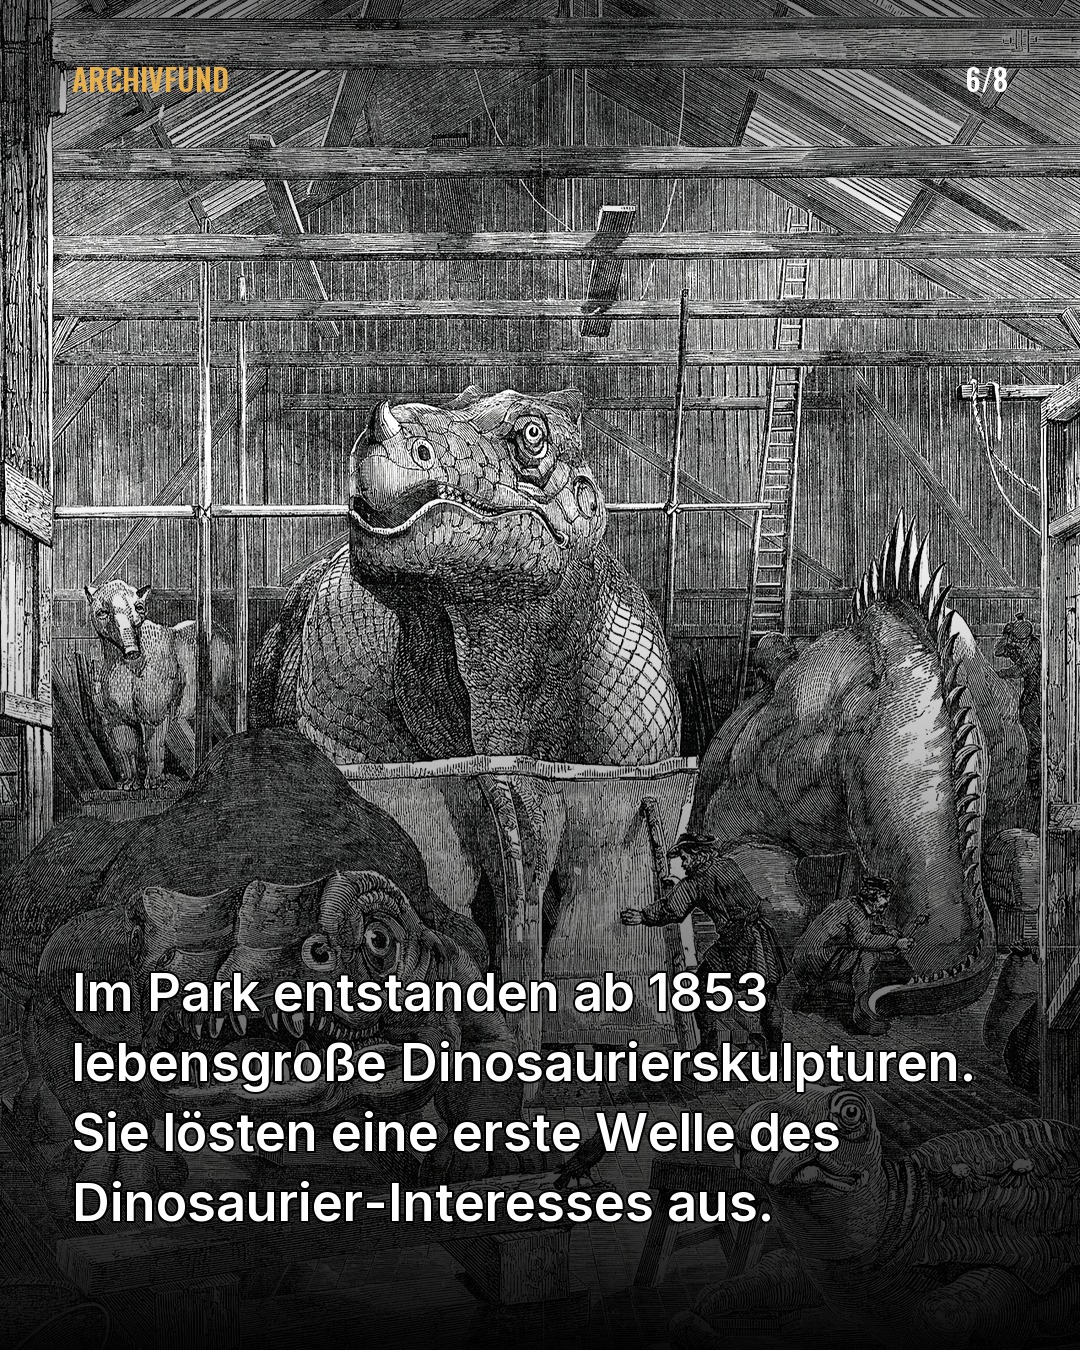 ARCHIVFUND
6/8
Im Park entstanden ab 1853
lebensgroße Dinosaurierskulpturen.
Sie lösten eine erste Welle des
Dinosaurier-Interesses aus.